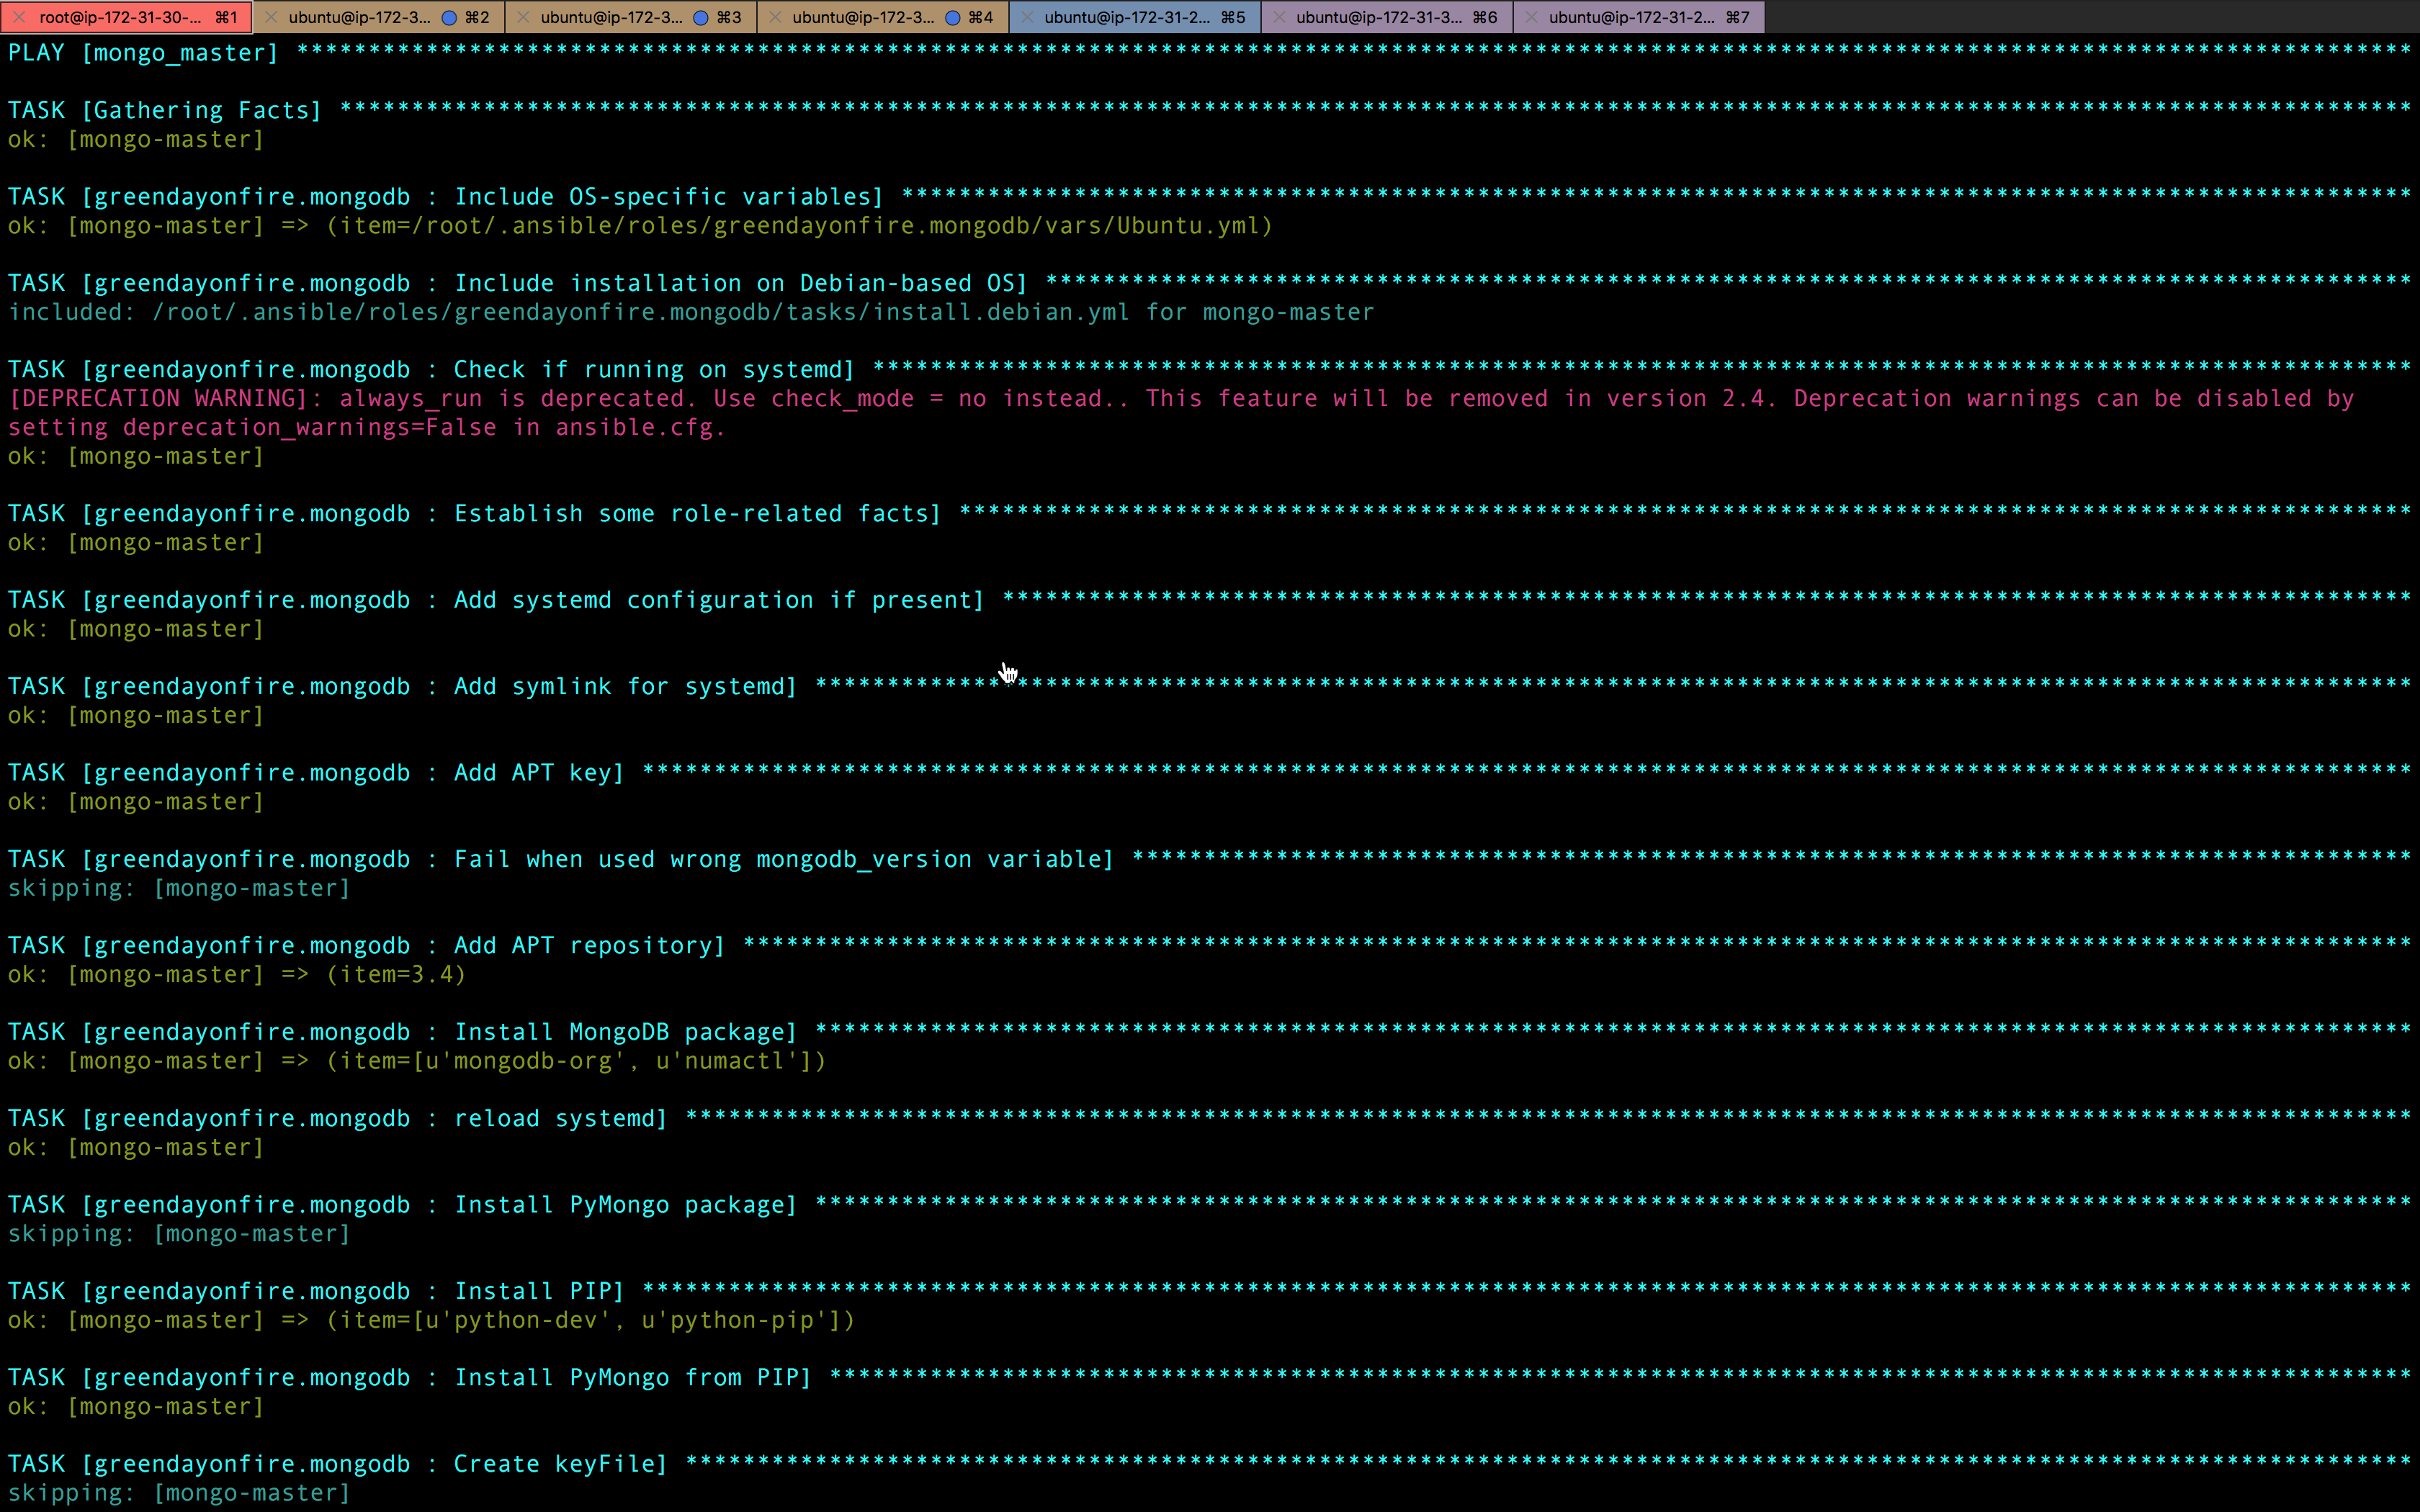 root@ip-172-31-30-... ⌘1 ubuntu@ip-172-3... ⌘2 ubuntu@ip-172-3... ⌘3 ubuntu@ip-172-3... ⌘4 ubuntu@ip-172-31-2... ⌘5 ubuntu@ip-172-31-3... ⌘6 ubuntu@ip-172-31-2... ⌘7
PLAY [mongo_master] ***
TASK [Gathering Facts] ***
ok: [mongo-master]
TASK [greendayonfire.mongodb : Include OS-specific variables] ***
ok: [mongo-master] => (item=/root/.ansible/roles/greendayonfire.mongodb/vars/Ubuntu.yml)
TASK [greendayonfire.mongodb : Include installation on Debian-based OS] ***
included: /root/.ansible/roles/greendayonfire.mongodb/tasks/install.debian.yml for mongo-master
TASK [greendayonfire.mongodb : Check if running on systemd] ***
[DEPRECATION WARNING]: always_run is deprecated. Use check_mode = no instead.. This feature will be removed in version 2.4. Deprecation warnings can be disabled by
setting deprecation_warnings=False in ansible.cfg.
ok: [mongo-master]
TASK [greendayonfire.mongodb : Establish some role-related facts] ***
ok: [mongo-master]
TASK [greendayonfire.mongodb : Add systemd configuration if present] ***
ok: [mongo-master]
TASK [greendayonfire.mongodb : Add symlink for systemd] ***
ok: [mongo-master]
TASK [greendayonfire.mongodb : Add APT key] ***
ok: [mongo-master]
TASK [greendayonfire.mongodb : Fail when used wrong mongodb_version variable] ***
skipping: [mongo-master]
TASK [greendayonfire.mongodb : Add APT repository] ***
ok: [mongo-master] => (item=3.4)
TASK [greendayonfire.mongodb : Install MongoDB package] ***
ok: [mongo-master] => (item=[u'mongodb-org', u'numactl'])
TASK [greendayonfire.mongodb : reload systemd] ***
ok: [mongo-master]
TASK [greendayonfire.mongodb : Install PyMongo package] ***
skipping: [mongo-master]
TASK [greendayonfire.mongodb : Install PIP] ***
ok: [mongo-master] => (item=[u'python-dev', u'python-pip'])
TASK [greendayonfire.mongodb : Install PyMongo from PIP] ***
ok: [mongo-master]
TASK [greendayonfire.mongodb : Create keyFile] ***
skipping: [mongo-master]